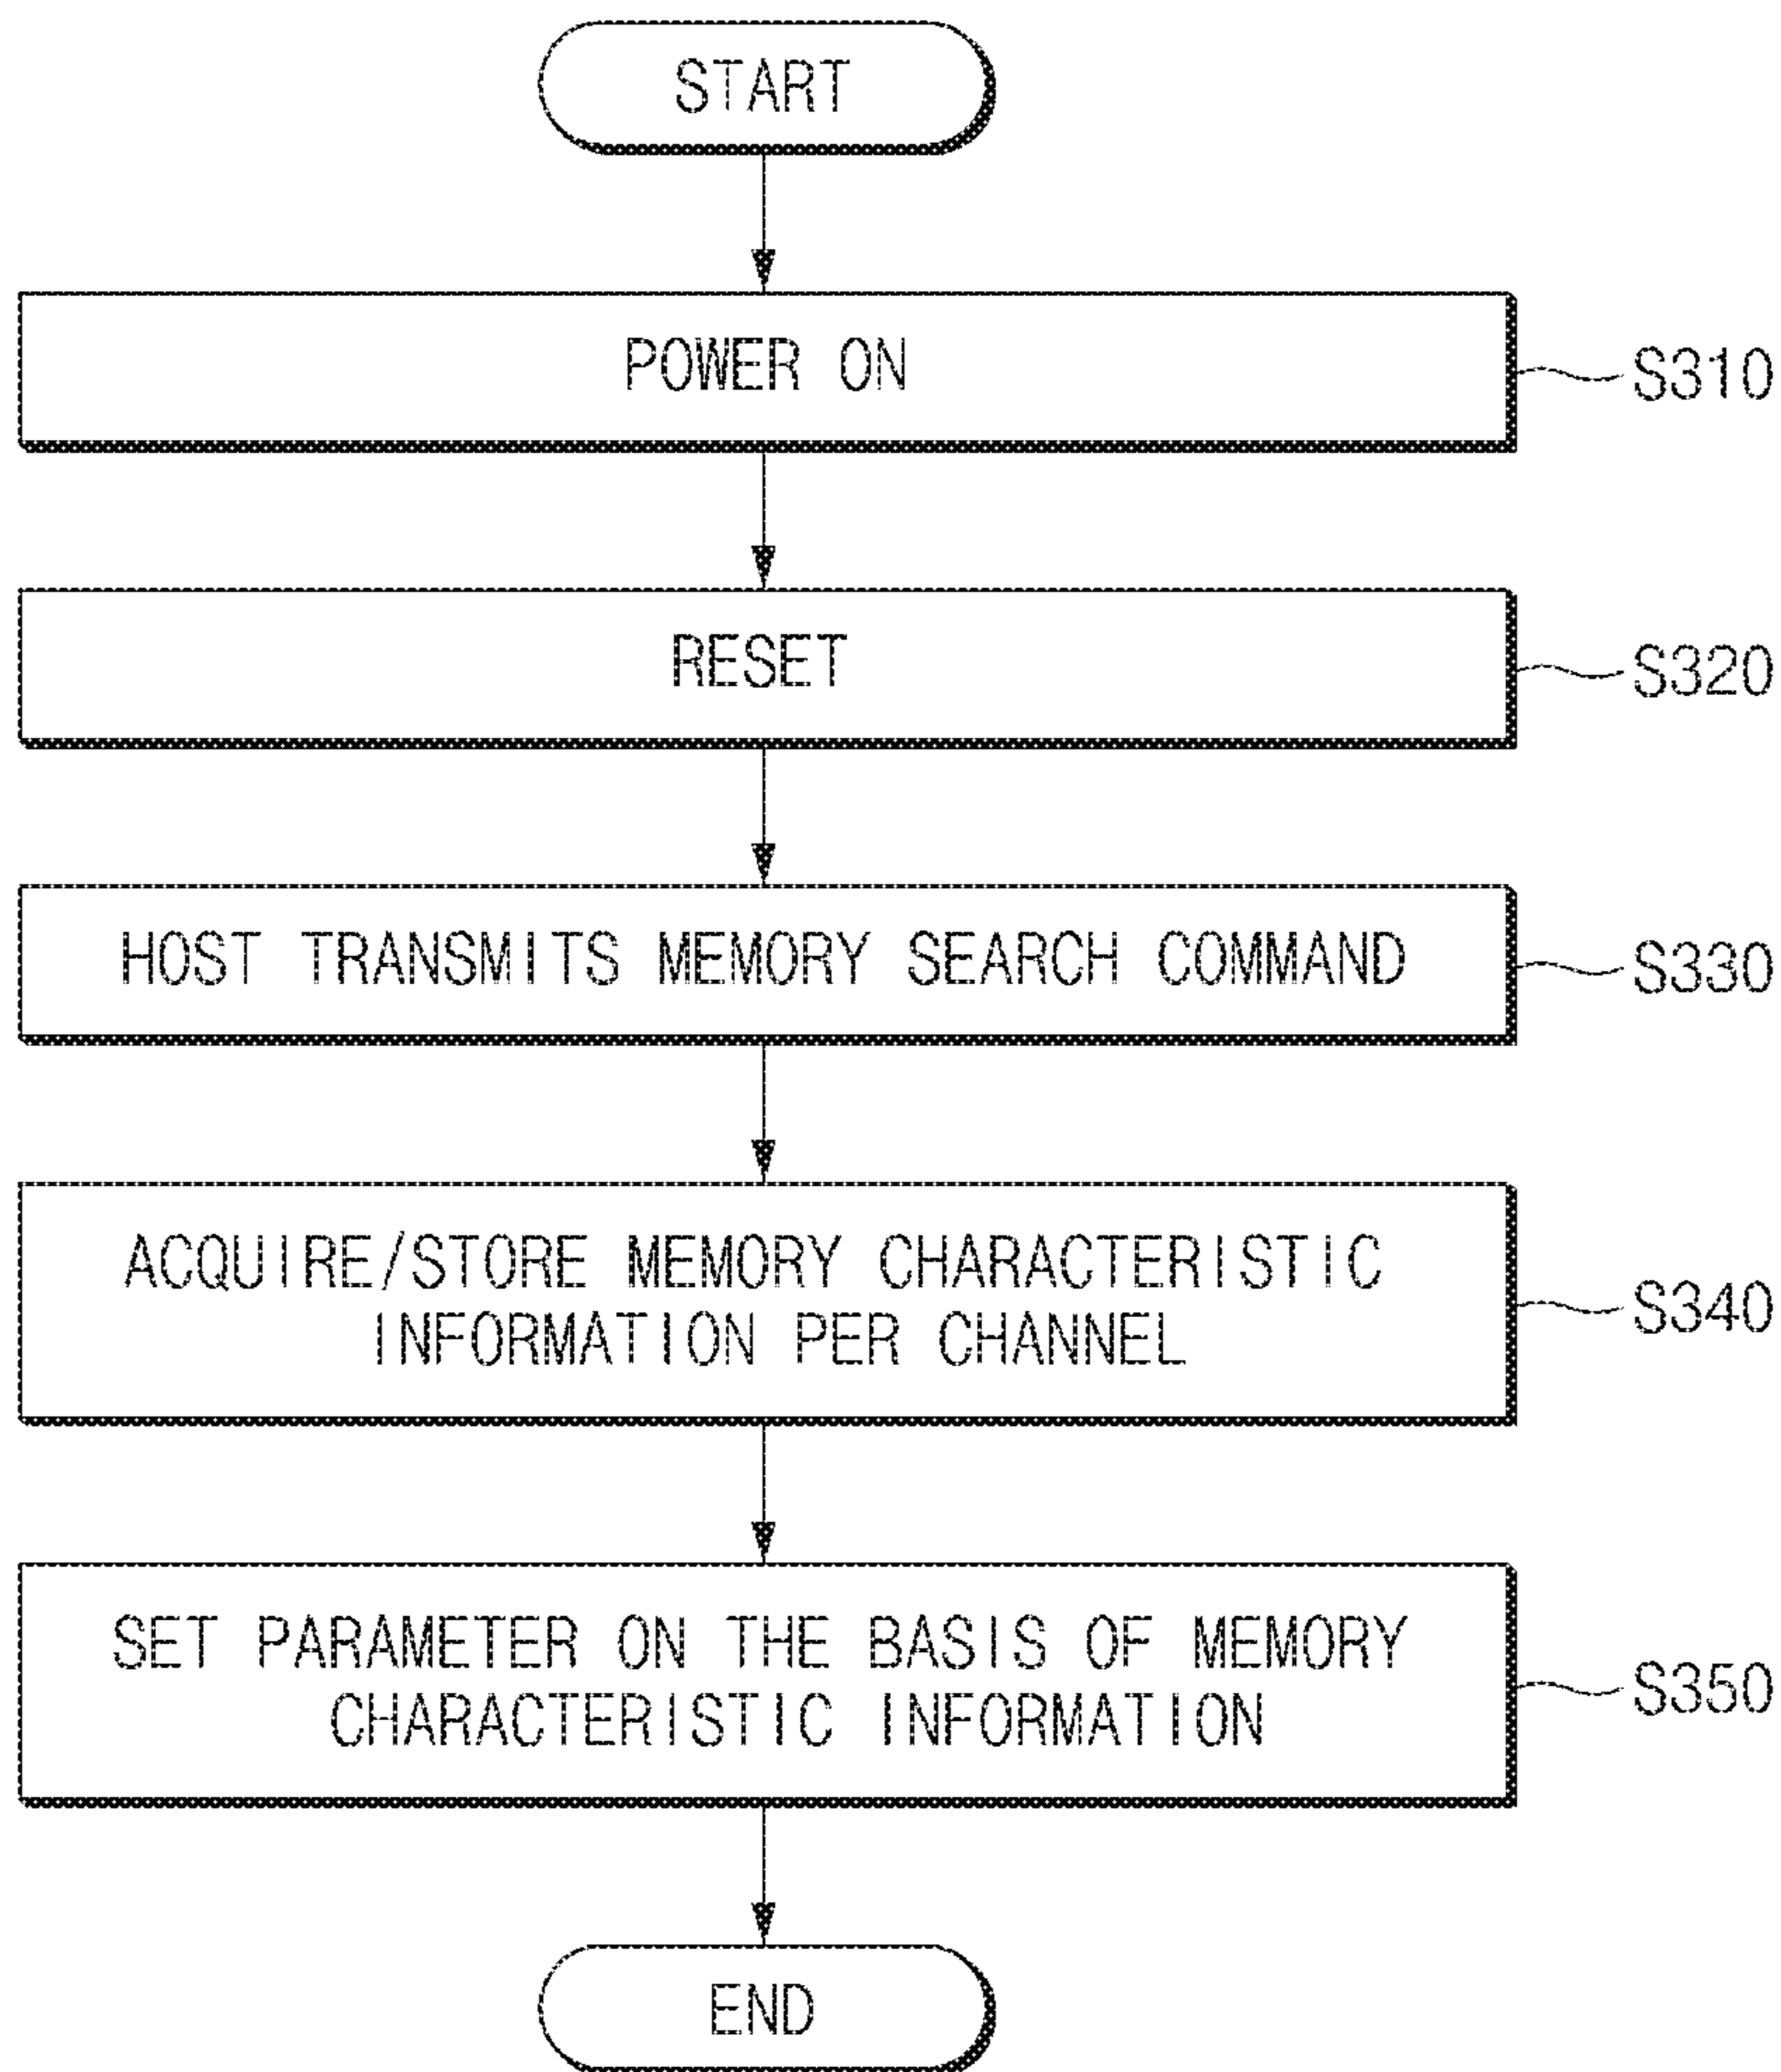 START
POWER ON
S310
RESET
S320
HOST TRANSMITS MEMORY SEARCH COMMAND
S330
ACQUIRE/STORE MEMORY CHARACTERISTIC
INFORMATION PER CHANNEL
S340
SET PARAMETER ON THE BASIS OF MEMORY
CHARACTERISTIC INFORMATION
S350
END